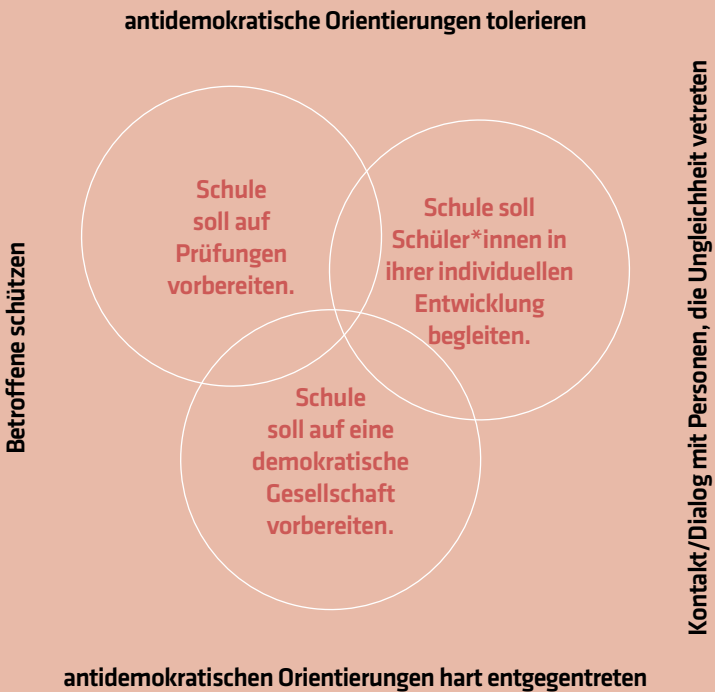 antidemokratische Orientierungen tolerieren
Betroffene schützen
Schule
soll auf
Prüfungen
vorbereiten.
Schule soll
Schüler*innen in
ihrer individuellen
Entwicklung
begleiten.
Schule
soll auf eine
demokratische
Gesellschaft
vorbereiten.
Kontakt/Dialog mit Personen, die Ungleichheit vetreten
antidemokratischen Orientierungen hart entgegentreten